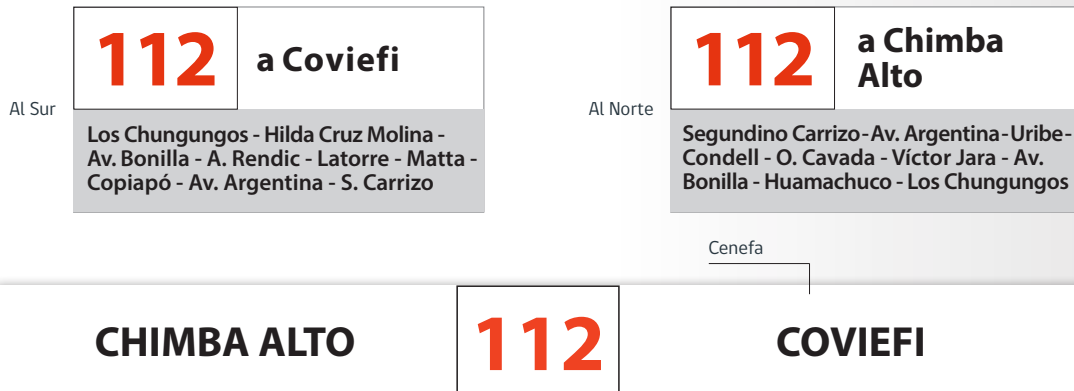 112 a Coviefi
Al Sur
Los Chungungos - Hilda Cruz Molina -
Av. Bonilla - A. Rendic - Latorre - Matta -
Copiapó - Av. Argentina - S. Carrizo
112 a Chimba
Alto
Al Norte
Segundino Carrizo-Av. Argentina-Uribe-
Condell - O. Cavada - Víctor Jara - Av.
Bonilla - Huamachuco - Los Chungungos
Cenefa
CHIMBA ALTO 112 COVIEFI